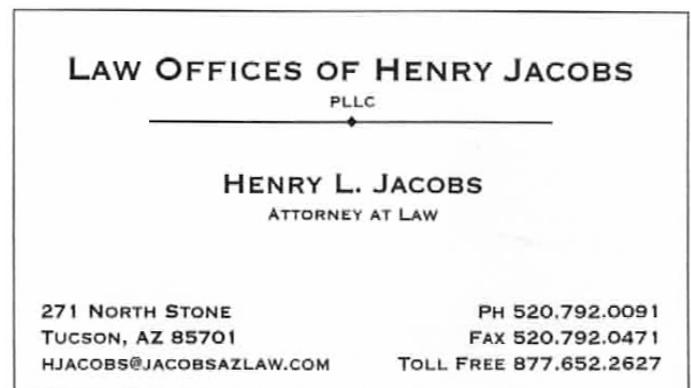 LAW OFFICES OF HENRY JACOBS
PLLC
HENRY L. JACOBS
ATTORNEY AT LAW
271 NORTH STONE
TUCSON, AZ 85701
HJACOBS@JACOBSAZLAW.COM
PH 520.792.0091
FAX 520.792.0471
TOLL FREE 877.652.2627